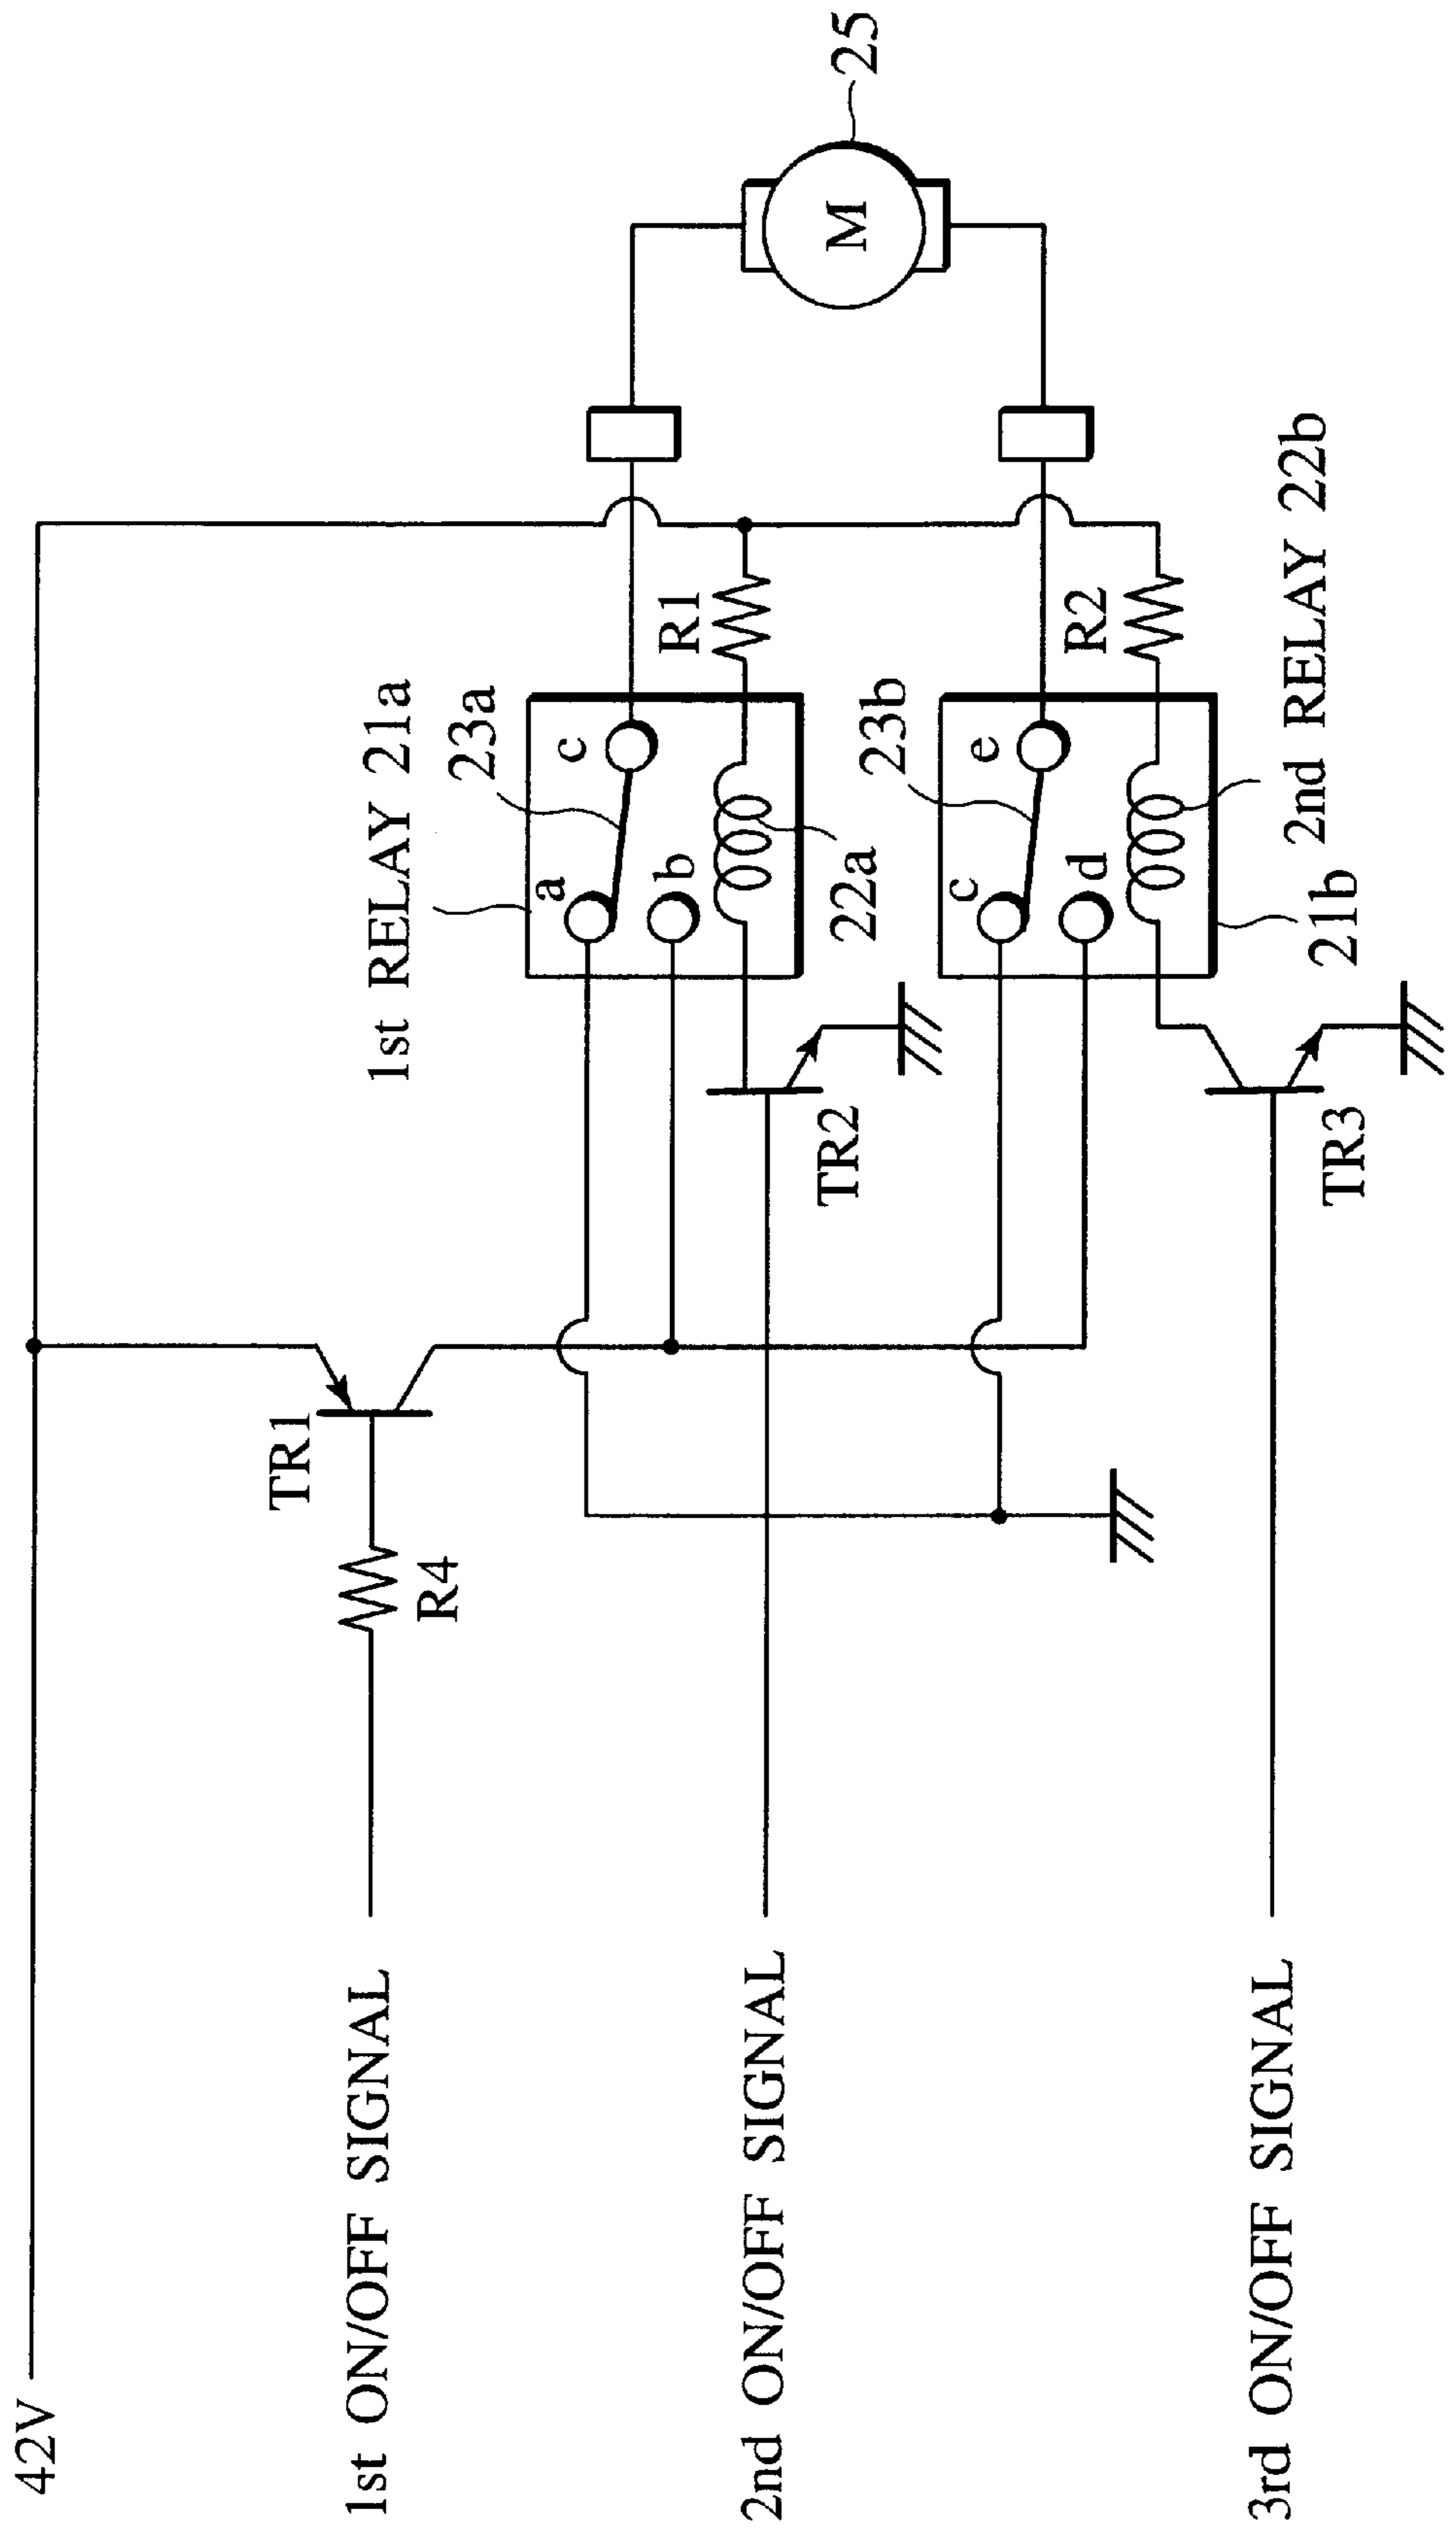 42V
1st ON/OFF SIGNAL
2nd ON/OFF SIGNAL
3rd ON/OFF SIGNAL
R4
TR1
TR2
TR3
1st RELAY 21a
23a
a
b
c
22a
R1
23b
c
d
e
21b
2nd RELAY 22b
R2
M
25